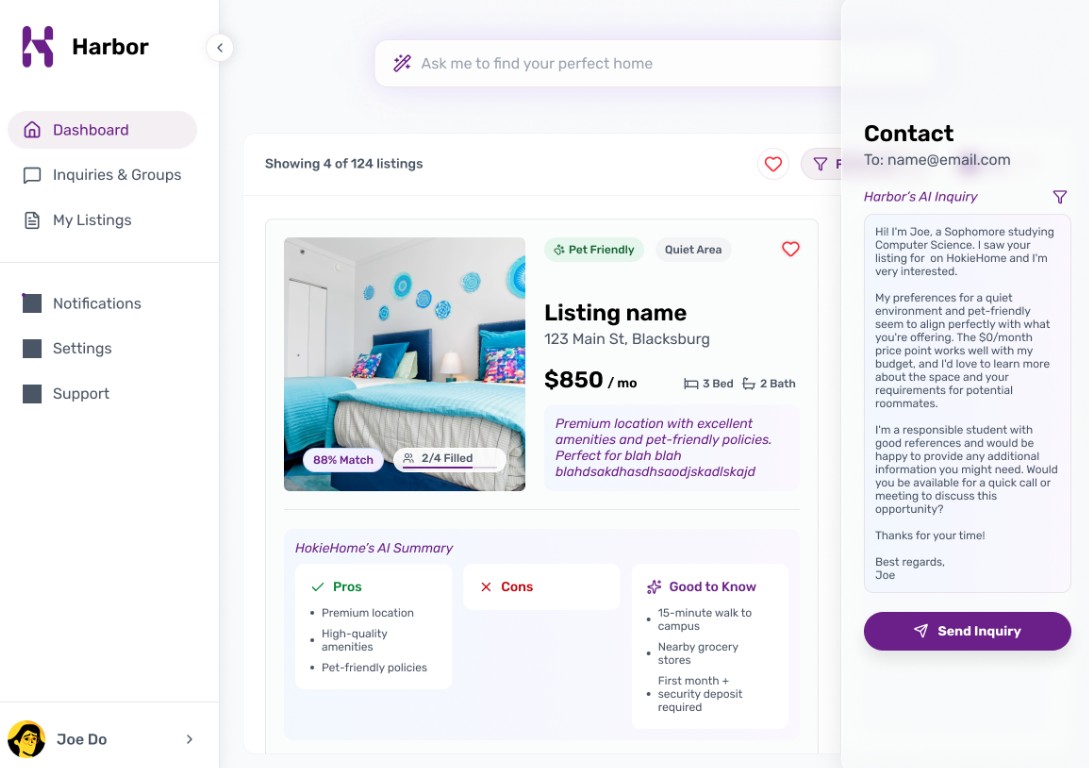 Harbor
Dashboard
Inquiries & Groups
My Listings
Notifications
Settings
Support
Joe Do
Ask me to find your perfect home
Showing 4 of 124 listings
F
Pet Friendly
Quiet Area
Listing name
123 Main St, Blacksburg
$850 / mo
3 Bed
2 Bath
88% Match
2/4 Filled
Premium location with excellent
amenities and pet-friendly policies.
Perfect for blah blah
blahdsakdhasdhsaodjskadlskajd
HokieHome's AI Summary
Pros
• Premium location
• High-quality
amenities
• Pet-friendly policies
Cons
Good to Know
• 15-minute walk to
campus
• Nearby grocery
stores
• First month +
security deposit
required
Contact
To: name@email.com
Harbor's AI Inquiry
Hi! I'm Joe, a Sophomore studying
Computer Science. I saw your
listing for  on HokieHome and I'm
very interested.
My preferences for a quiet
environment and pet-friendly
seem to align perfectly with what
you're offering. The $0/month
price point works well with my
budget, and I'd love to learn more
about the space and your
requirements for potential
roommates.
I'm a responsible student with
good references and would be
happy to provide any additional
information you might need. Would
you be available for a quick call or
meeting to discuss this
opportunity?
Thanks for your time!
Best regards,
Joe
Send Inquiry